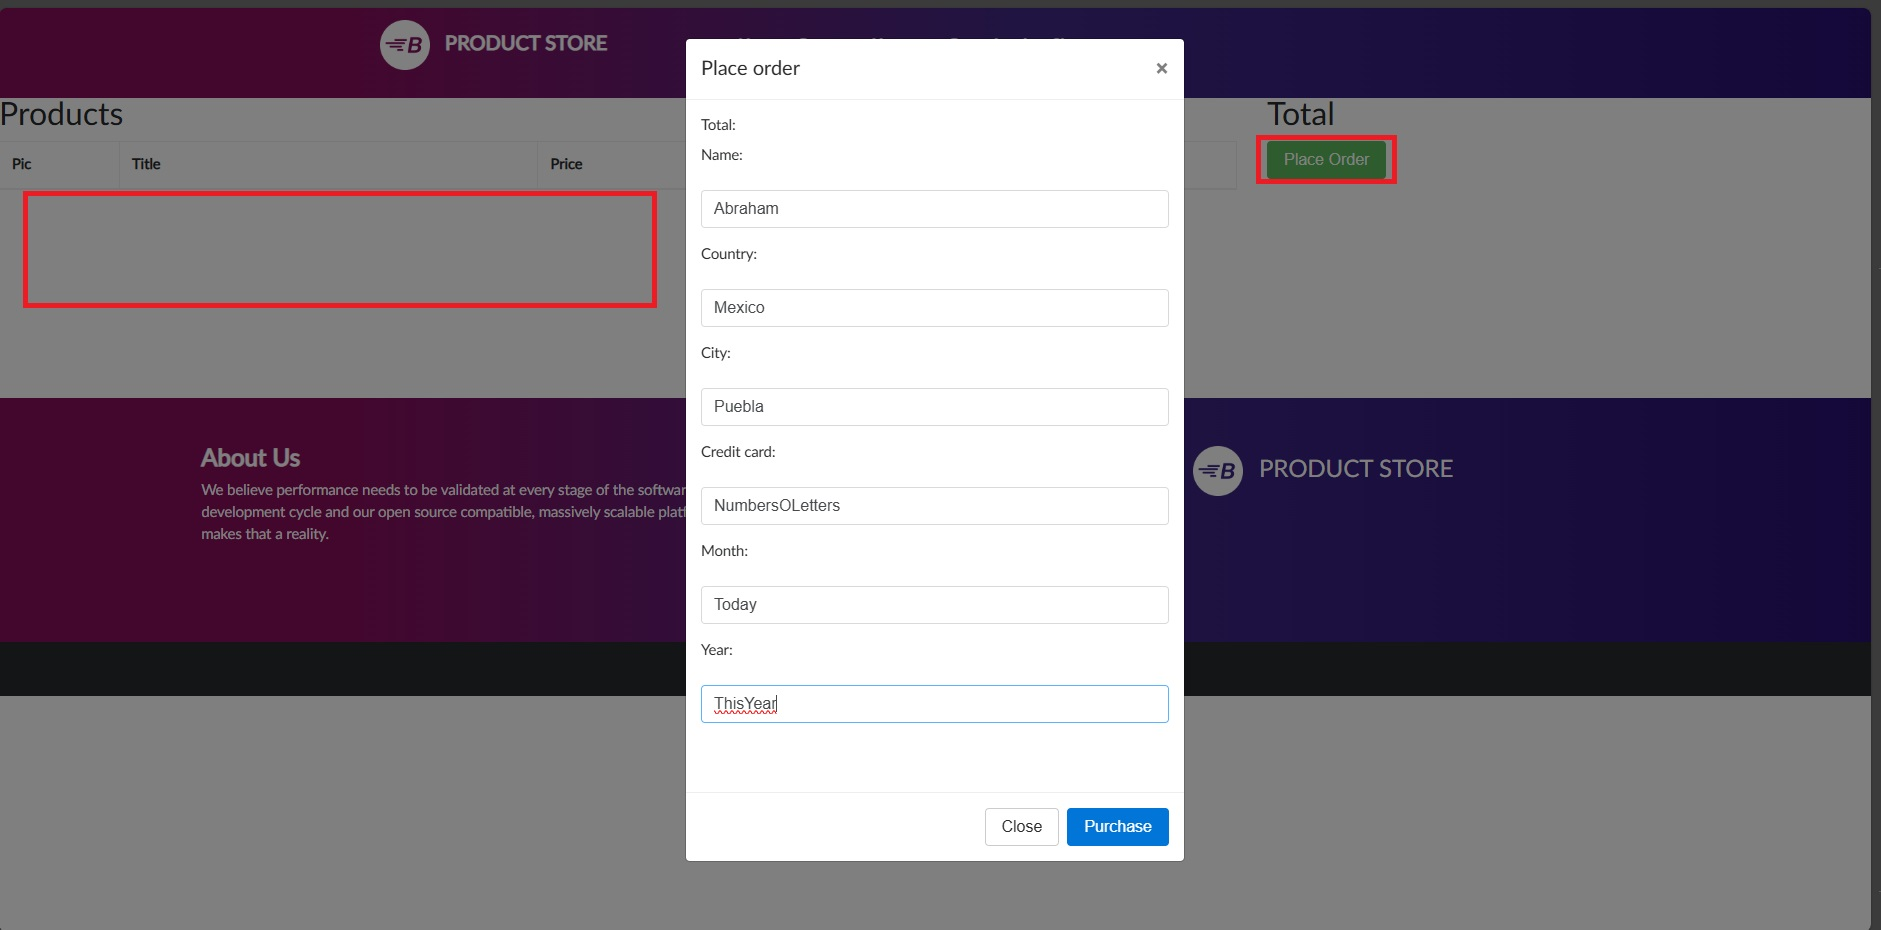 B PRODUCT STORE
Place order
×
Products
Total
Pic
Title
Price
Place Order
Total:
Name:
Abraham
Country:
Mexico
City:
Puebla
Credit card:
NumbersOLetters
Month:
Today
Year:
ThisYear
Close
Purchase
About Us
We believe performance needs to be validated at every stage of the softwar
development cycle and our open source compatible, massively scalable platf
makes that a reality.
B PRODUCT STORE